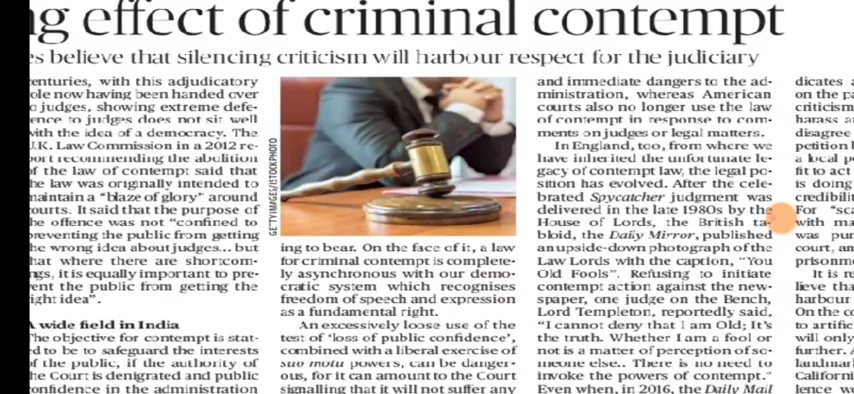 ng effect of criminal contempt
es believe that silencing criticism will harbour respect for the judiciary
centuries, with this adjudicatory
ole now having been handed over
o judges, showing extreme defe-
ence to judges does not sit well
with the idea of a democracy. The
U.K. Law Commission in a 2012 re-
port recommending the abolition
of the law of contempt said that
he law was originally intended to
maintain a "blaze of glory" around
courts. It said that the purpose of
he offence was not "confined to
preventing the public from getting
he wrong idea about judges... but
hat where there are shortcom-
ngs, it is equally important to pre-
vent the public from getting the
right idea".
A wide field in India
The objective for contempt is stat-
ed to be to safeguard the interests
of the public, if the authority of
he Court is denigrated and public
confidence in the administration
GETTYIMAGES/ISTOCKPHOTO
ing to bear. On the face of it, a law
for criminal contempt is complete-
ly asynchronous with our demo-
cratic system which recognises
freedom of speech and expression
as a fundamental right.
An excessively loose use of the
test of 'loss of public confidence',
combined with a liberal exercise of
suo motu powers, can be danger-
ous, for it can amount to the Court
signalling that it will not suffer any
and immediate dangers to the ad-
ministration, whereas American
courts also no longer use the law
of contempt in response to com-
ments on judges or legal matters.
In England, too, from where we
have inherited the unfortunate le-
gacy of contempt law, the legal po-
sition has evolved. After the cele-
brated Spycatcher judgment was
delivered in the late 1980s by the
House of Lords, the British ta-
bloid, the Daily Mirror, published
an upside-down photograph of the
Law Lords with the caption, "You
Old Fools". Refusing to initiate
contempt action against the news-
paper, one judge on the Bench,
Lord Templeton, reportedly said,
"I cannot deny that I am Old; It's
the truth. Whether I am a fool or
not is a matter of perception of so-
meone else.. There is no need to
invoke the powers of contempt."
Even when, in 2016, the Daily Mail
dicates a
on the pa
criticism
harass a
disagree
petition b
a local p
fit to act
is doing
credibilit
For "sca
with ma
was pur
court, an
prisonme
It is re
lieve tha
harbour
On the co
to artific
will only
further. A
landmark
Californi
lence w